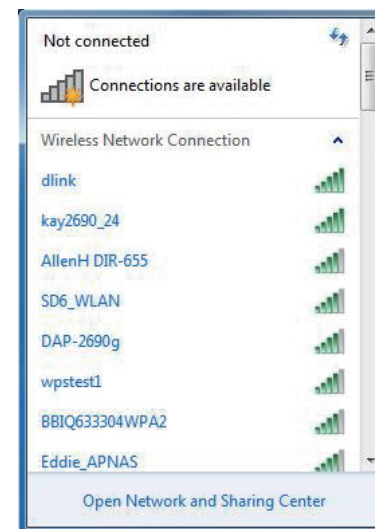 Not connected
Connections are available
Wireless Network Connection
dlink
kay2690_24
AllenH DIR-655
SD6_WLAN
DAP-2690g
wpstest1
BBIQ633304WPA2
Eddie_APNAS
Open Network and Sharing Center